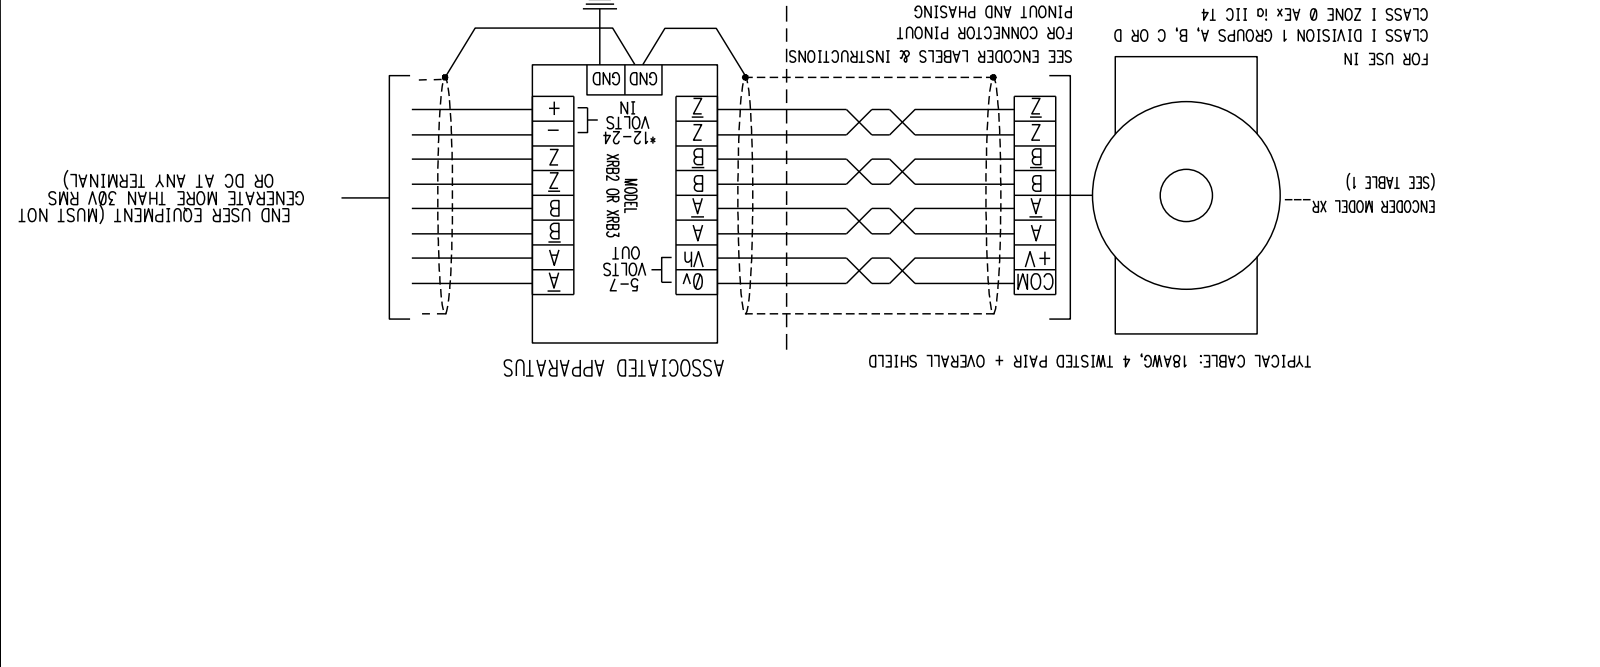 TYPICAL CABLE: 18AWG, 4 TWISTED PAIR + OVERALL SHIELD
ASSOCIATED APPARATUS
ENCODER MODEL XR
(SEE TABLE 1)
COM
+V
A
A̅
B
B̅
Z
Z̅
FOR USE IN
CLASS I DIVISION 1 GROUPS A, B, C OR D
CLASS I ZONE 0 AEx ia IIC T4
SEE ENCODER LABELS & INSTRUCTIONS
FOR CONNECTOR PINOUT
PINOUT AND PHASING
0v
Vh
A
A̅
B
B̅
Z
Z̅
5-7
VOLTS
OUT
MODEL
XRB2 OR XRB3
*12-24
VOLTS
IN
GND
GND
A̅
A
B̅
B
Z̅
Z
-
+
END USER EQUIPMENT (MUST NOT
GENERATE MORE THAN 30V RMS
OR DC AT ANY TERMINAL)